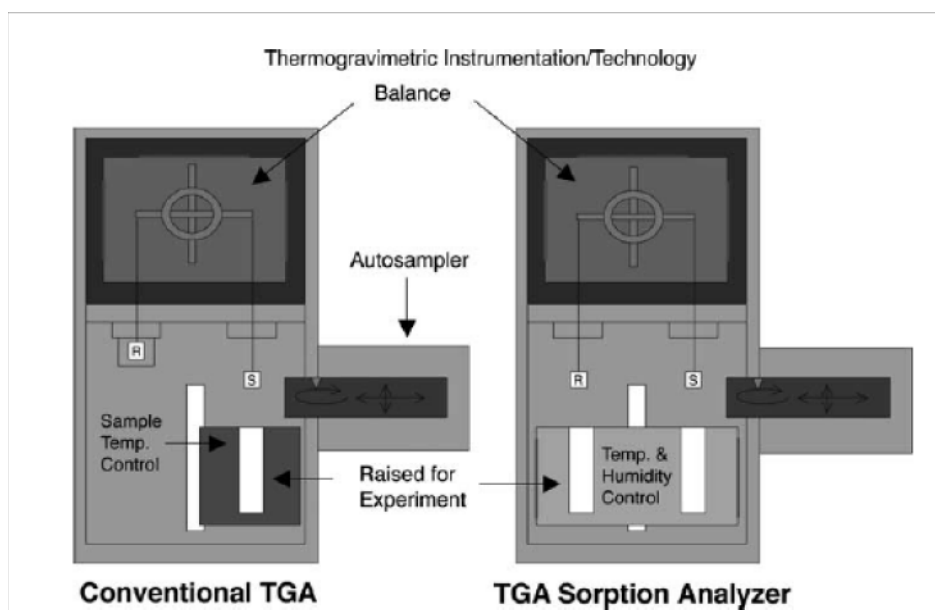 Thermogravimetric Instrumentation/Technology
Balance
Autosampler
R
S
R
S
Sample
Temp.
Control
Raised for
Experiment
Temp. &
Humidity
Control
Conventional TGA
TGA Sorption Analyzer